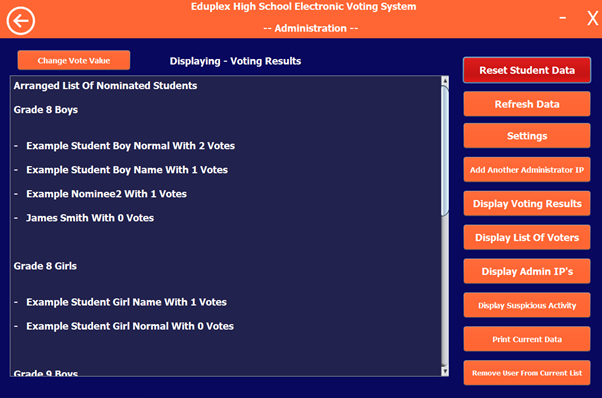 Eduplex High School Electronic Voting System
-- Administration --
- X
Change Vote Value
Displaying - Voting Results
Arranged List Of Nominated Students
Grade 8 Boys
- Example Student Boy Normal With 2 Votes
- Example Student Boy Name With 1 Votes
- Example Nominee2 With 1 Votes
- James Smith With 0 Votes
Grade 8 Girls
- Example Student Girl Name With 1 Votes
- Example Student Girl Normal With 0 Votes
Grade 9 Boys
Reset Student Data
Refresh Data
Settings
Add Another Administrator IP
Display Voting Results
Display List Of Voters
Display Admin IP's
Display Suspicious Activity
Print Current Data
Remove User From Current List